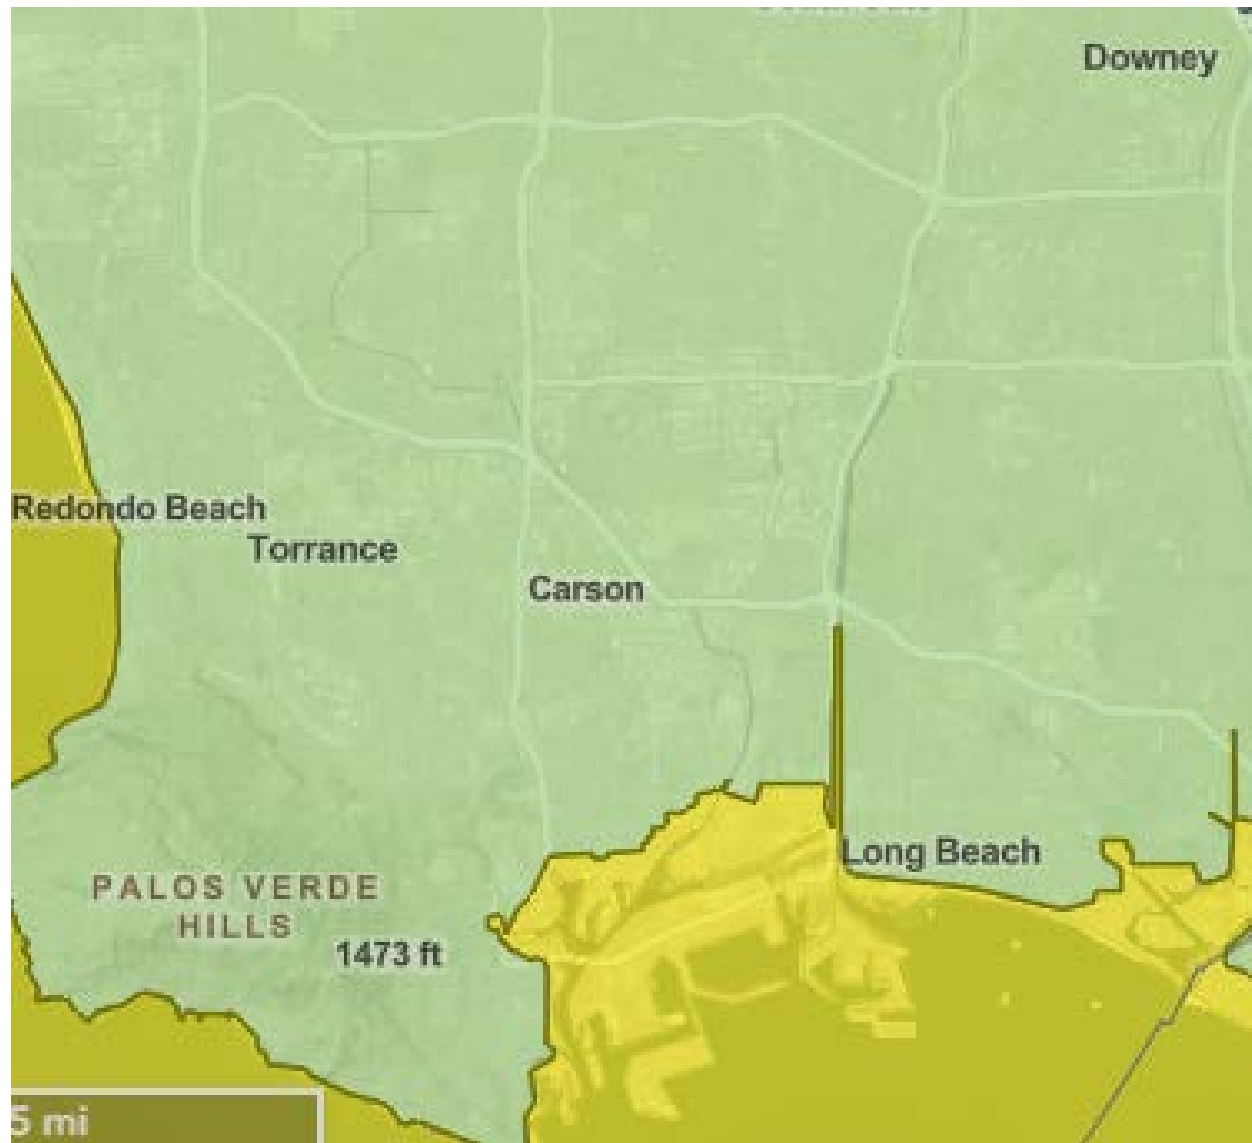 Downey
Redondo Beach
Torrance
Carson
Long Beach
PALOS VERDE
HILLS
1473 ft
5 mi